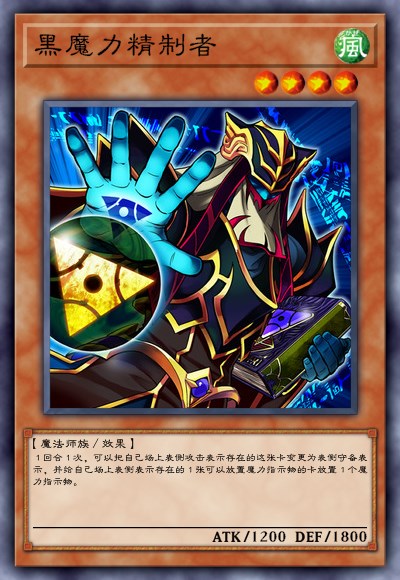 黑魔力精制者
風
【魔法师族／效果】
1回合1次，可以把自己场上表侧攻击表示存在的这张卡变更为表侧守备表
示，并给自己场上表侧表示存在的1张可以放置魔力指示物的卡放置1个魔
力指示物。
ATK/1200 DEF/1800